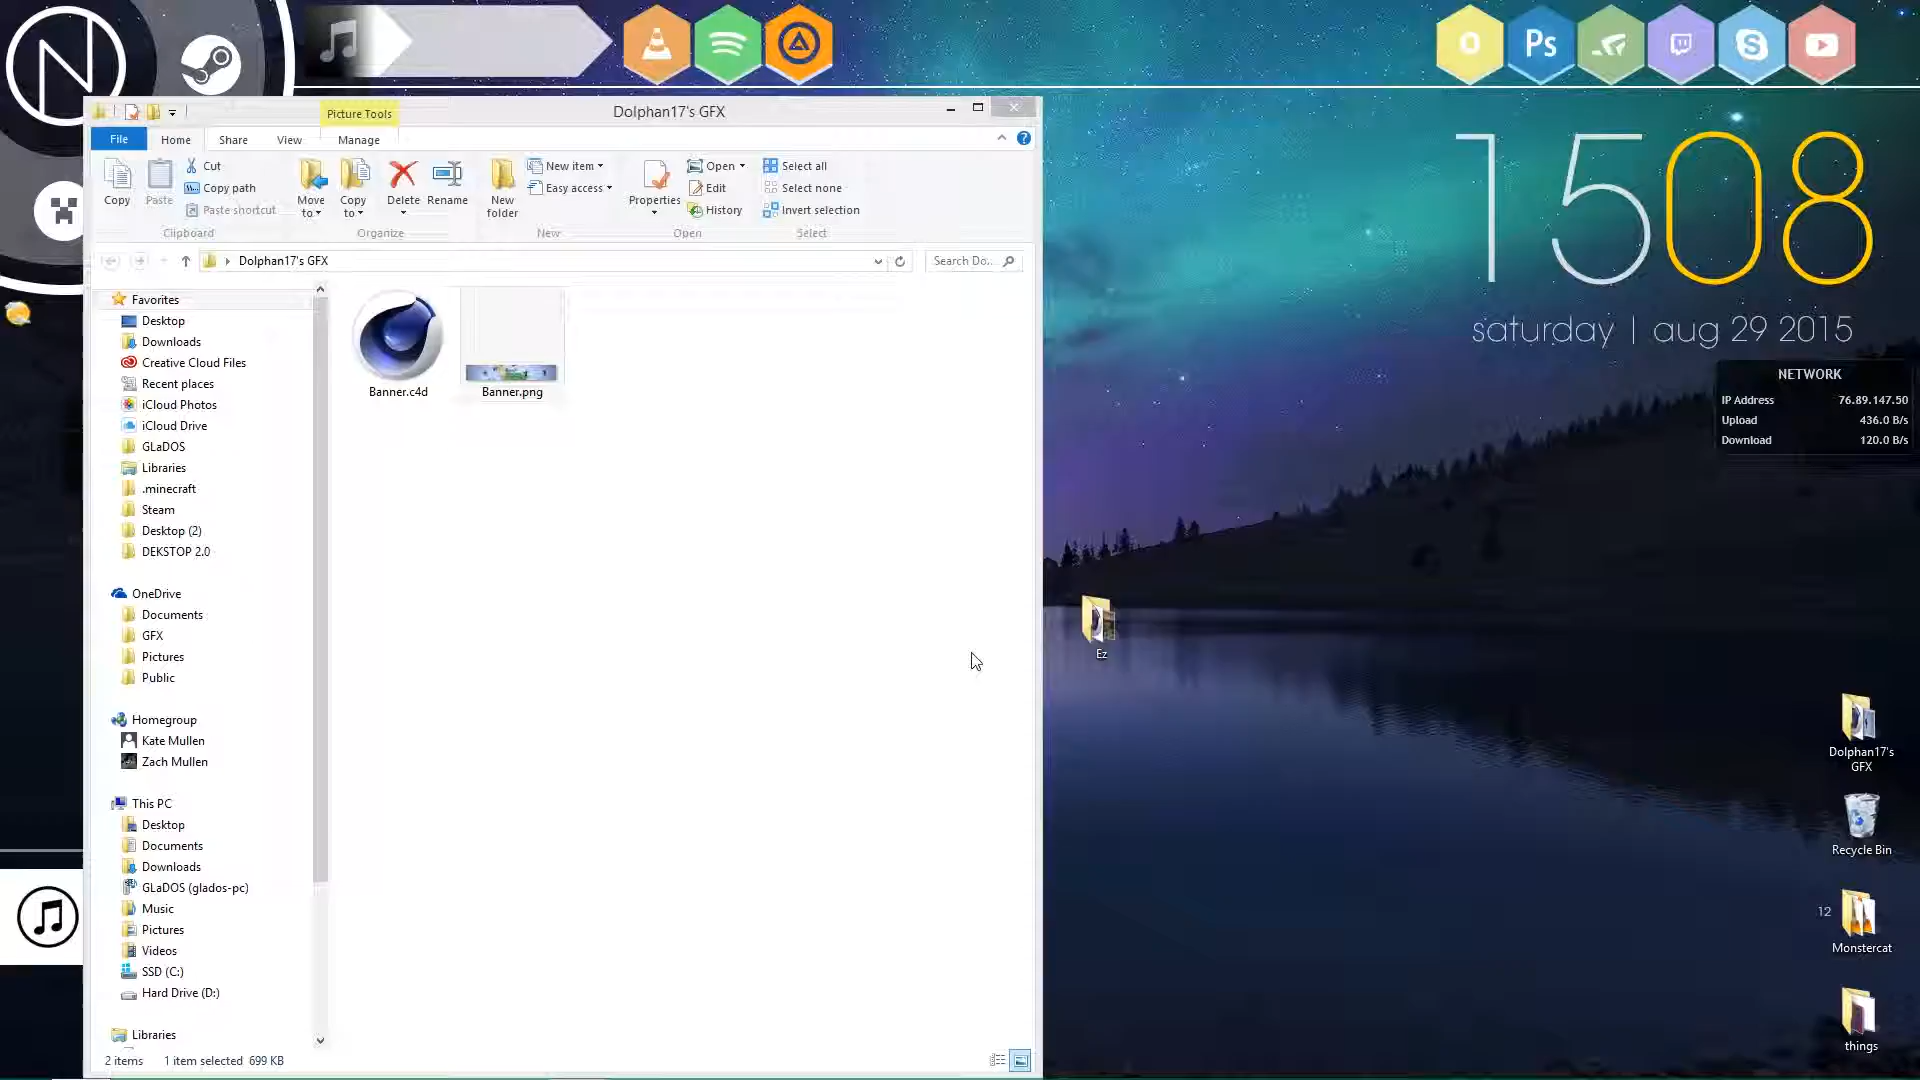 Dolphan17's GFX
Picture Tools
File
Home
Share
View
Manage
Copy
Paste
Cut
Copy path
Paste shortcut
Clipboard
Move to
Copy to
Delete
Rename
Organize
New folder
New item
Easy access
New
Properties
Open
Edit
History
Open
Select all
Select none
Invert selection
Select
Dolphan17's GFX
Search Do...
Favorites
Desktop
Downloads
Creative Cloud Files
Recent places
iCloud Photos
iCloud Drive
GLaDOS
Libraries
.minecraft
Steam
Desktop (2)
DEKSTOP 2.0
OneDrive
Documents
GFX
Pictures
Public
Homegroup
Kate Mullen
Zach Mullen
This PC
Desktop
Documents
Downloads
GLaDOS (glados-pc)
Music
Pictures
Videos
SSD (C:)
Hard Drive (D:)
Libraries
Banner.c4d
Banner.png
2 items
1 item selected 699 KB
Ps
1508
saturday | aug 29 2015
NETWORK
IP Address 76.89.147.50
Upload 436.0 B/s
Download 120.0 B/s
Ez
Dolphan17's
GFX
Recycle Bin
12
Monstercat
things